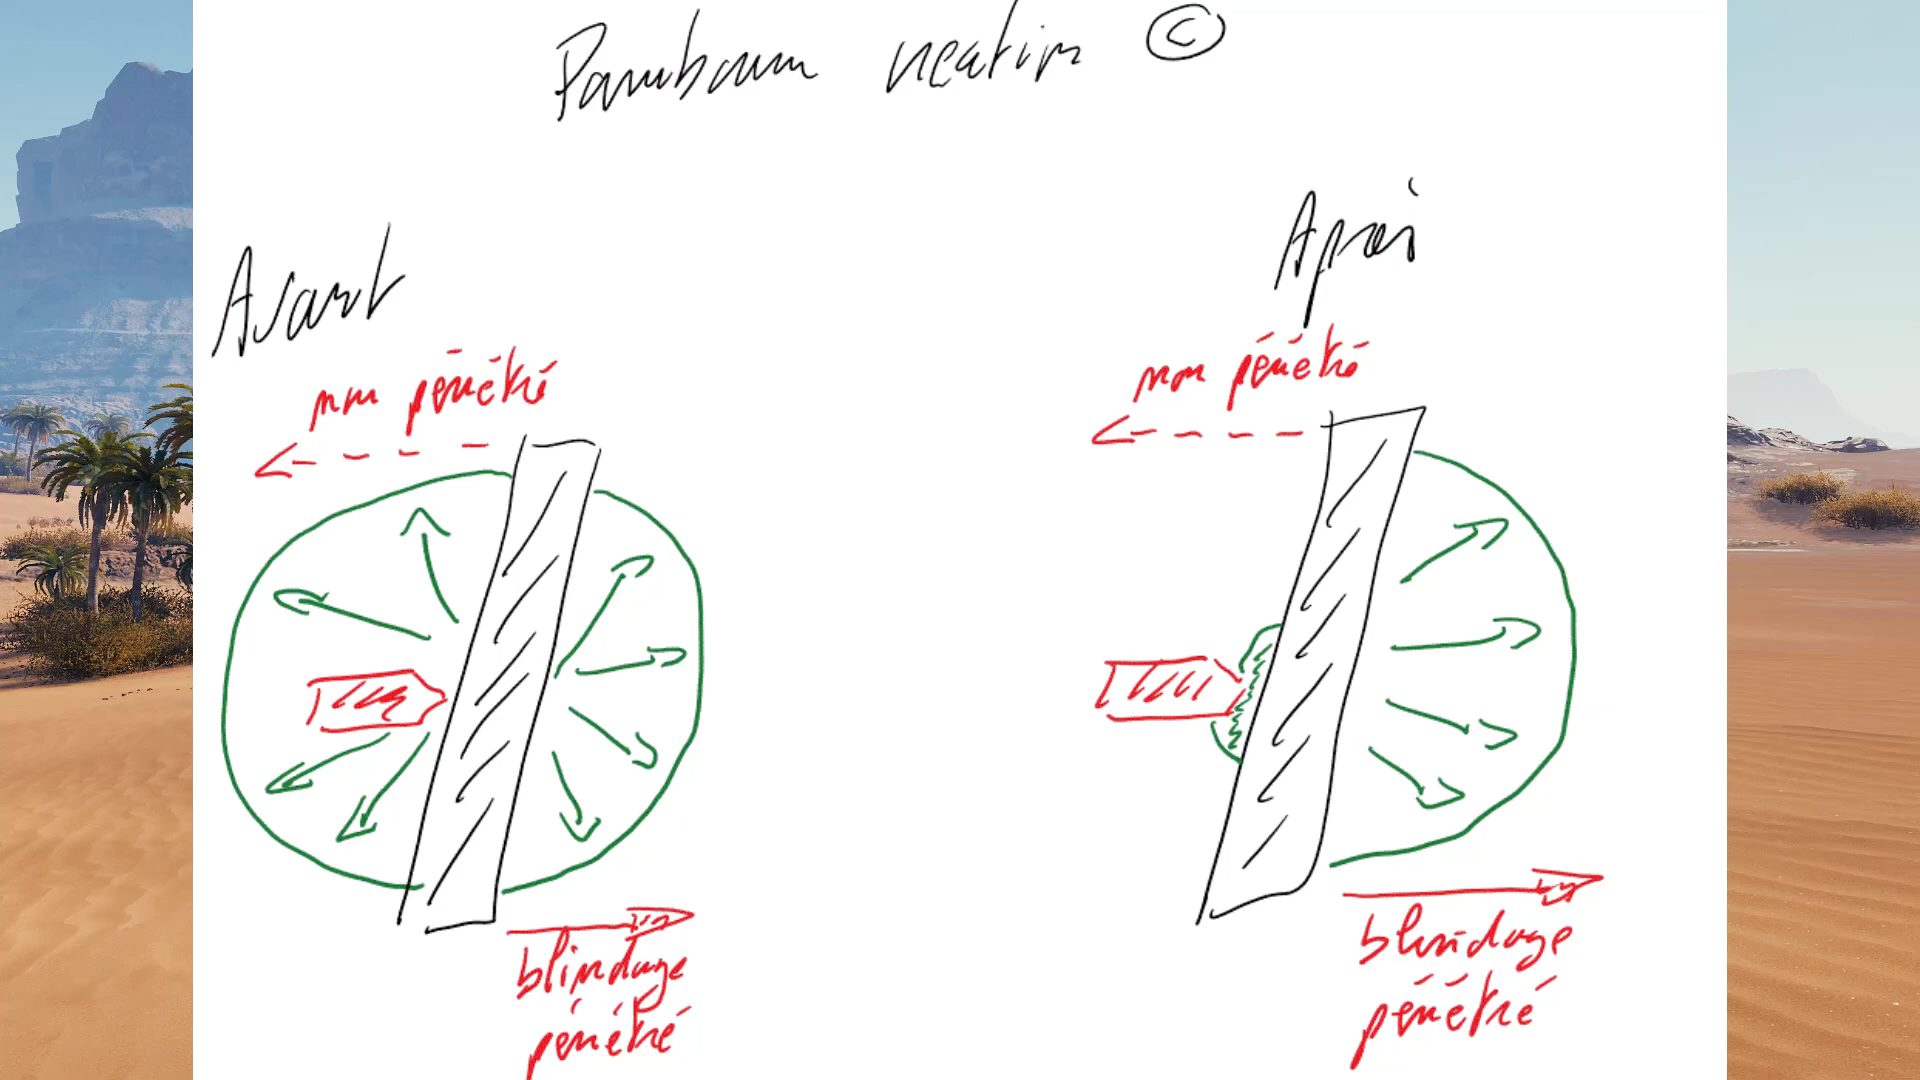 ©
Avant
Après
non pénétré
non pénétré
blindage
pénétré
blindage
pénétré